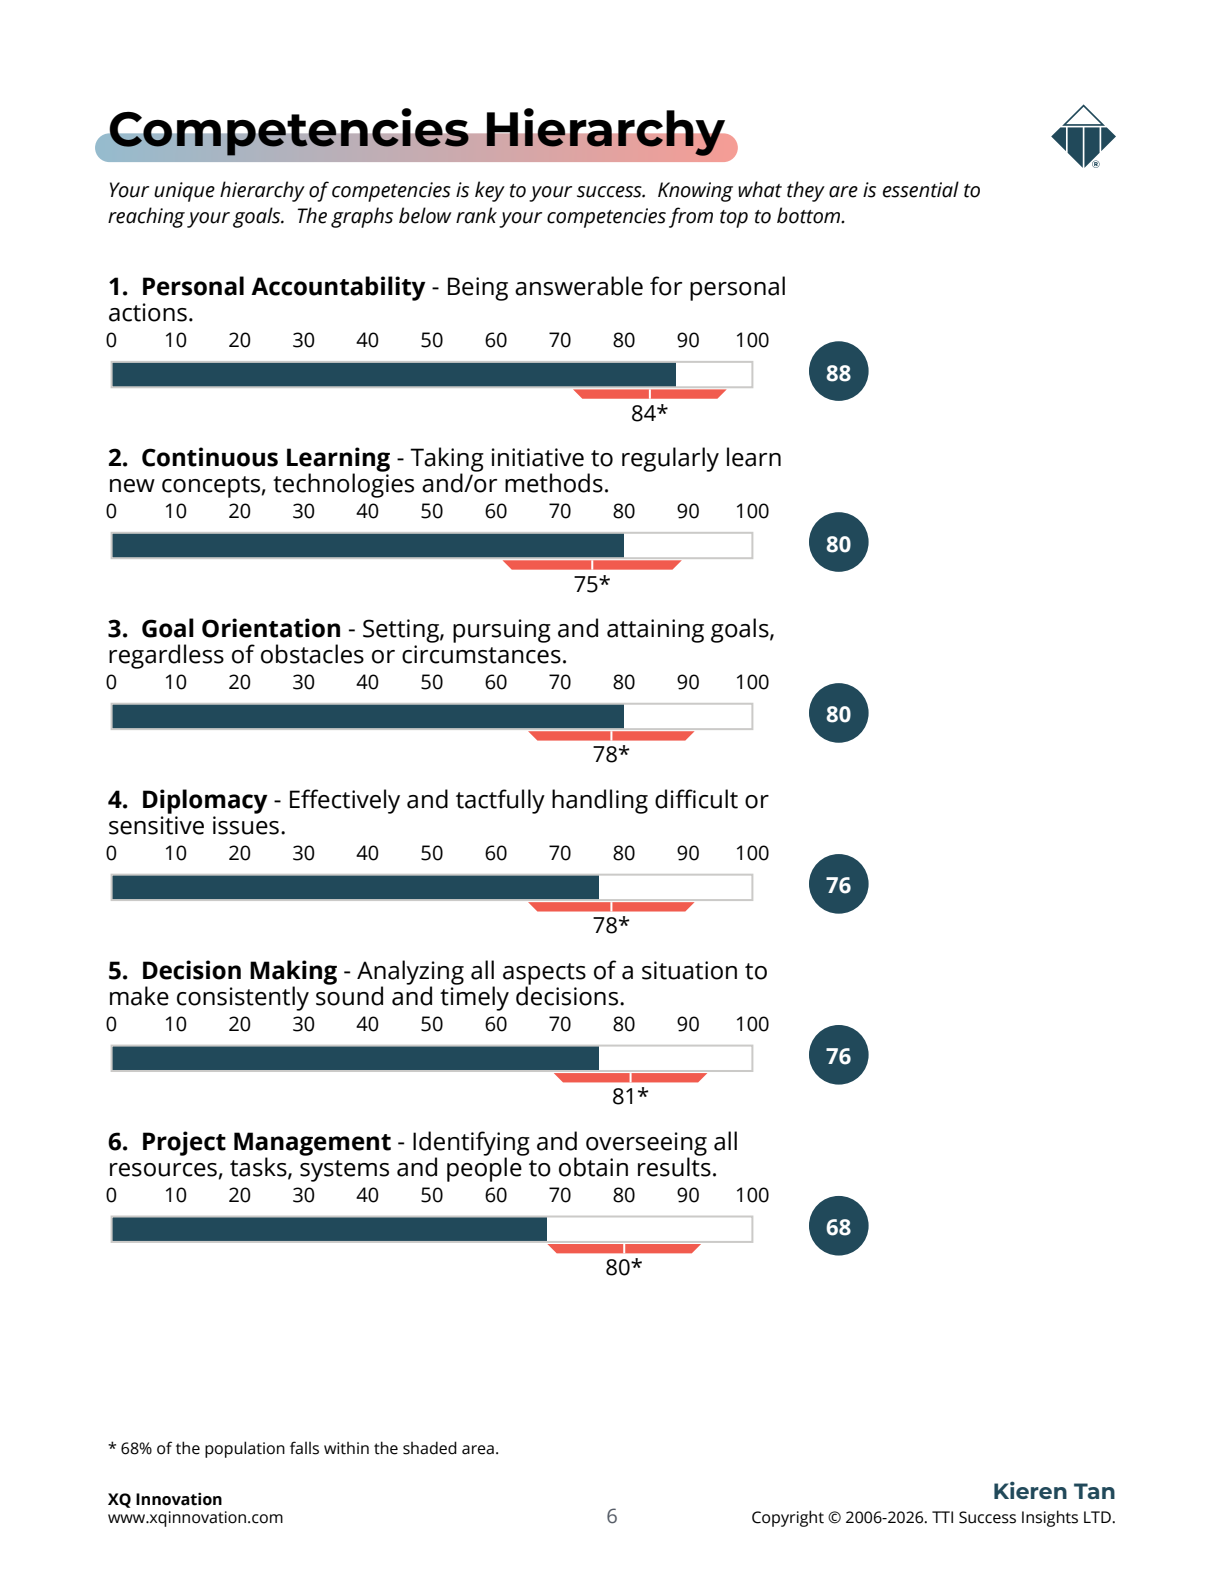 Competencies Hierarchy
®
Your unique hierarchy of competencies is key to your success.  Knowing what they are is essential to
reaching your goals.  The graphs below rank your competencies from top to bottom.
1.  Personal Accountability - Being answerable for personal
actions.
0 10 20 30 40 50 60 70 80 90 100
88
84*
2.  Continuous Learning - Taking initiative to regularly learn
new concepts, technologies and/or methods.
0 10 20 30 40 50 60 70 80 90 100
80
75*
3.  Goal Orientation - Setting, pursuing and attaining goals,
regardless of obstacles or circumstances.
0 10 20 30 40 50 60 70 80 90 100
80
78*
4.  Diplomacy - Effectively and tactfully handling difficult or
sensitive issues.
0 10 20 30 40 50 60 70 80 90 100
76
78*
5.  Decision Making - Analyzing all aspects of a situation to
make consistently sound and timely decisions.
0 10 20 30 40 50 60 70 80 90 100
76
81*
6.  Project Management - Identifying and overseeing all
resources, tasks, systems and people to obtain results.
0 10 20 30 40 50 60 70 80 90 100
68
80*
* 68% of the population falls within the shaded area.
XQ Innovation
www.xqinnovation.com
6
Kieren Tan
Copyright © 2006-2026. TTI Success Insights LTD.